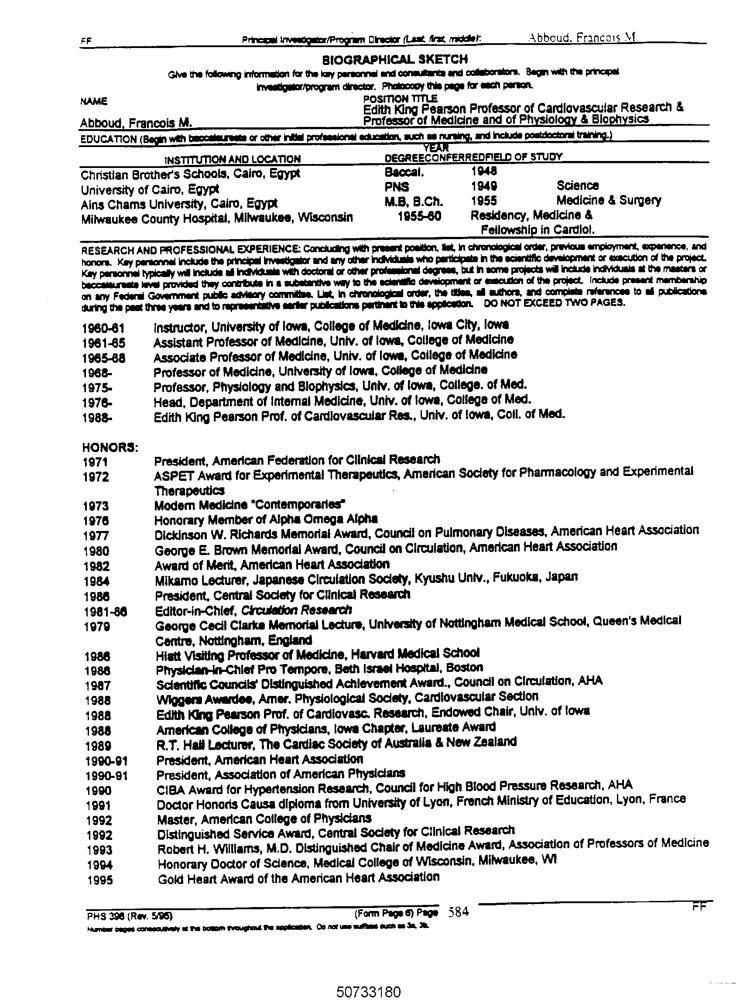 FF Principal Investigator/Program Director (Last, first, middle): Abboud, Francois M
BIOGRAPHICAL SKETCH
Give the following information for the key personnel and consultants and collaborators. Begin with the principal
investigator/program director. Photocopy this page for each person.
NAME POSITION TITLE
Edith King Pearson Professor of Cardiovascular Research &
Abboud, Francois M. Professor of Medicine and of Physiology & Biophysics
EDUCATION (Begin with baccalaureate or other initial professional education, such as nursing, and include postdoctoral training.)
YEAR
INSTITUTION AND LOCATION DEGREECONFERREDFIELD OF STUDY
Christian Brother's Schools, Cairo, Egypt Baccal. 1948
University of Cairo, Egypt PNS 1949 Science
Ains Chams University, Cairo, Egypt M.B, B.Ch. 1955 Medicine & Surgery
Milwaukee County Hospital, Milwaukee, Wisconsin 1955-60 Residency, Medicine &
Fellowship in Cardiol.
RESEARCH AND PROFESSIONAL EXPERIENCE: Concluding with present position, list, in chronological order, previous employment, experience, and
honors. Key personnel include the principal investigator and any other individuals who participate in the scientific development or execution of the project.
Key personnel typically will include all individuals with doctoral or other professional degrees, but in some projects will include individuals at the masters or
baccalaureate level provided they contribute in a substantive way to the scientific development or execution of the project. Include present membership
on any Federal Government public advisory committee. List, in chronological order, the titles, all authors, and complete references to all publications
during the past three years and to representative earlier publications pertinent to this application. DO NOT EXCEED TWO PAGES.
1960-61 Instructor, University of Iowa, College of Medicine, Iowa City, Iowa
1961-65 Assistant Professor of Medicine, Univ. of Iowa, College of Medicine
1965-68 Associate Professor of Medicine, Univ. of Iowa, College of Medicine
1968- Professor of Medicine, University of Iowa, College of Medicine
1975- Professor, Physiology and Biophysics, Univ. of Iowa, College. of Med.
1976- Head, Department of Internal Medicine, Univ. of Iowa, College of Med.
1988- Edith King Pearson Prof. of Cardiovascular Res., Univ. of Iowa, Coll. of Med.
HONORS:
1971 President, American Federation for Clinical Research
1972 ASPET Award for Experimental Therapeutics, American Society for Pharmacology and Experimental
Therapeutics
1973 Modern Medicine "Contemporaries"
1976 Honorary Member of Alpha Omega Alpha
1977 Dickinson W. Richards Memorial Award, Council on Pulmonary Diseases, American Heart Association
1980 George E. Brown Memorial Award, Council on Circulation, American Heart Association
1982 Award of Merit, American Heart Association
1984 Mikamo Lecturer, Japanese Circulation Society, Kyushu Univ., Fukuoka, Japan
1986 President, Central Society for Clinical Research
1981-86 Editor-in-Chief, Circulation Research
1979 George Cecil Clarke Memorial Lecture, University of Nottingham Medical School, Queen's Medical
Centre, Nottingham, England
1986 Hiatt Visiting Professor of Medicine, Harvard Medical School
1986 Physician-in-Chief Pro Tempore, Beth Israel Hospital, Boston
1987 Scientific Councils' Distinguished Achievement Award., Council on Circulation, AHA
1988 Wiggers Awardee, Amer. Physiological Society, Cardiovascular Section
1988 Edith King Pearson Prof. of Cardiovasc. Research, Endowed Chair, Univ. of Iowa
1988 American College of Physicians, Iowa Chapter, Laureate Award
1989 R.T. Hall Lecturer, The Cardiac Society of Australia & New Zealand
1990-91 President, American Heart Association
1990-91 President, Association of American Physicians
1990 CIBA Award for Hypertension Research, Council for High Blood Pressure Research, AHA
1991 Doctor Honoris Causa diploma from University of Lyon, French Ministry of Education, Lyon, France
1992 Master, American College of Physicians
1992 Distinguished Service Award, Central Society for Clinical Research
1993 Robert H. Williams, M.D. Distinguished Chair of Medicine Award, Association of Professors of Medicine
1994 Honorary Doctor of Science, Medical College of Wisconsin, Milwaukee, WI
1995 Gold Heart Award of the American Heart Association
PHS 398 (Rev. 5/95) (Form Page 6) Page 584 FF
Number pages consecutively at the bottom throughout the application. Do not use suffixes such as 3a, 3b.
50733180